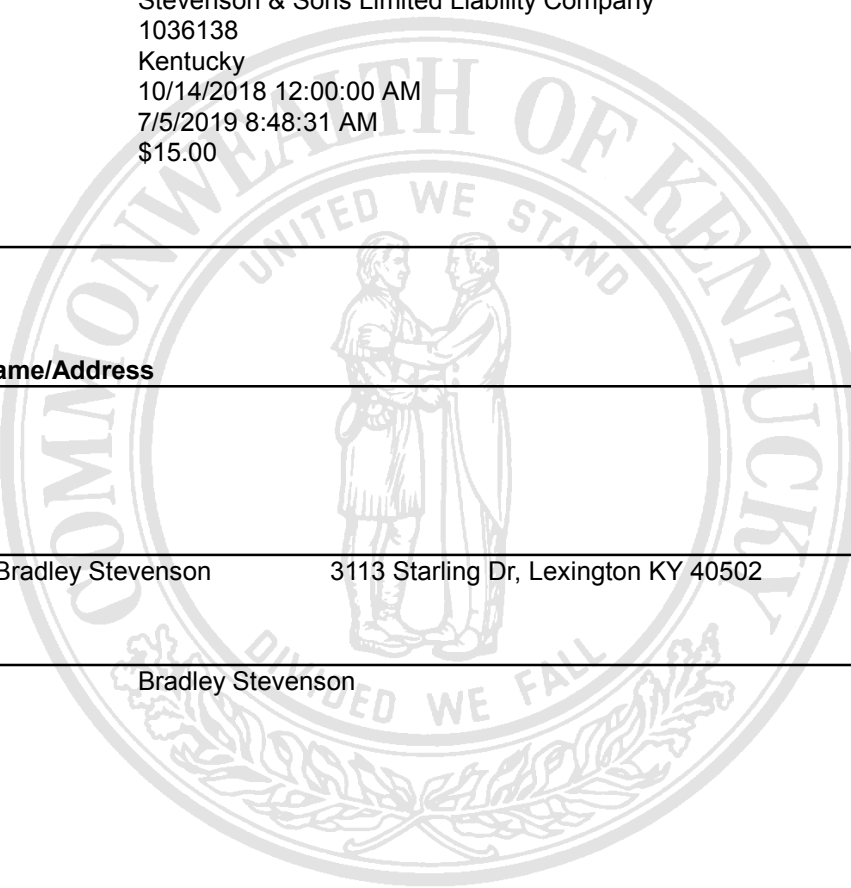 Stevenson & Sons Limited Liability Company
1036138
Kentucky
10/14/2018 12:00:00 AM
7/5/2019 8:48:31 AM
$15.00
COMMONWEALTH OF KENTUCKY
UNITED WE STAND
ame/Address
Bradley Stevenson 3113 Starling Dr, Lexington KY 40502
DIVIDED WE FALL
Bradley Stevenson